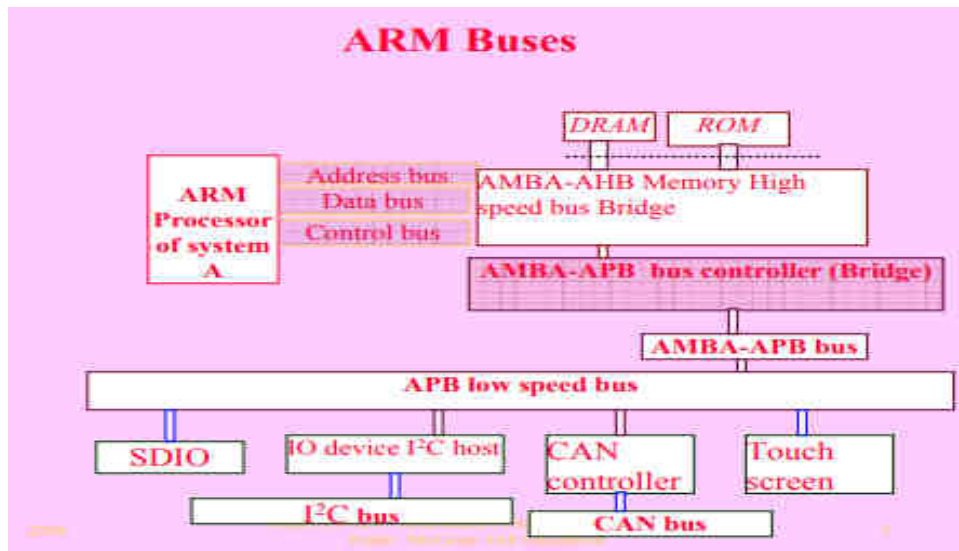 ARM Buses
DRAM
ROM
ARM
Processor
of system
A
Address bus
Data bus
Control bus
AMBA-AHB Memory High
speed bus Bridge
AMBA-APB bus controller (Bridge)
AMBA-APB bus
APB low speed bus
SDIO
IO device I²C host
CAN
controller
Touch
screen
I²C bus
CAN bus